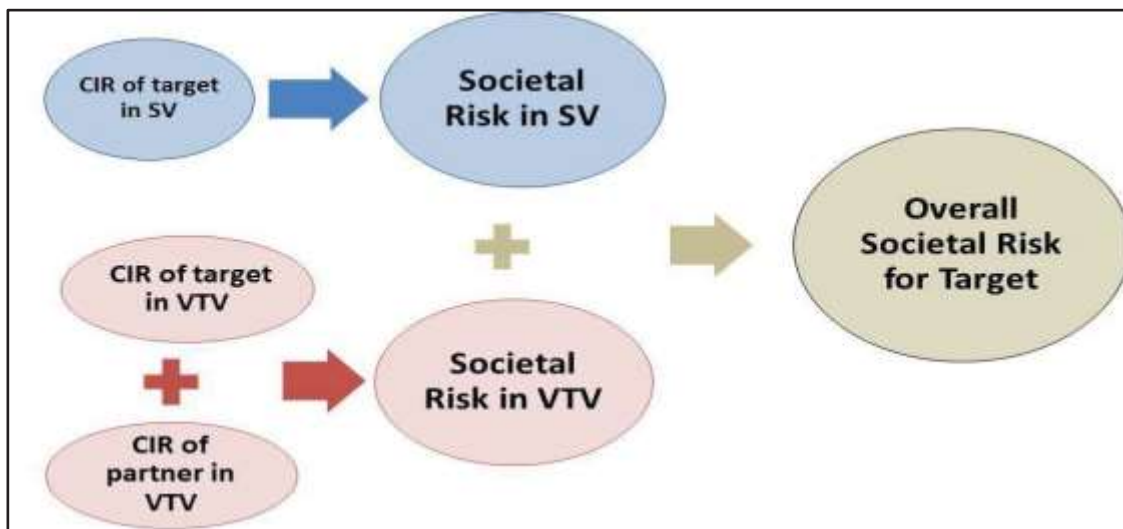 CIR of target
in SV
Societal
Risk in SV
Overall
Societal Risk
for Target
CIR of target
in VTV
Societal
Risk in VTV
CIR of
partner in
VTV